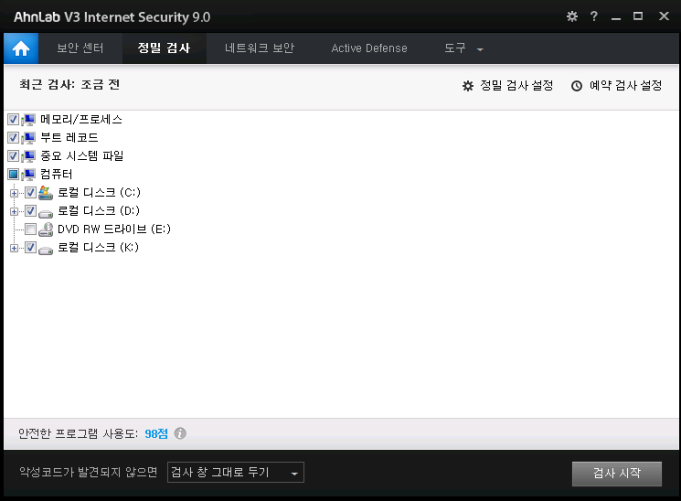 AhnLab V3 Internet Security 9.0
보안 센터 정밀 검사 네트워크 보안 Active Defense 도구
최근 검사: 조금 전 정밀 검사 설정 예약 검사 설정
메모리/프로세스
부트 레코드
중요 시스템 파일
컴퓨터
로컬 디스크 (C:)
로컬 디스크 (D:)
DVD RW 드라이브 (E:)
로컬 디스크 (K:)
안전한 프로그램 사용도: 98점
악성코드가 발견되지 않으면 검사 창 그대로 두기 검사 시작